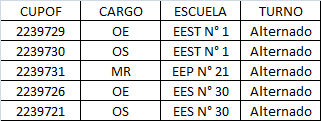 CUPOF CARGO ESCUELA TURNO
2239729 OE EEST N° 1 Alternado
2239730 OS EEST N° 1 Alternado
2239731 MR EEP N° 21 Alternado
2239726 OE EES N° 30 Alternado
2239721 OS EES N° 30 Alternado